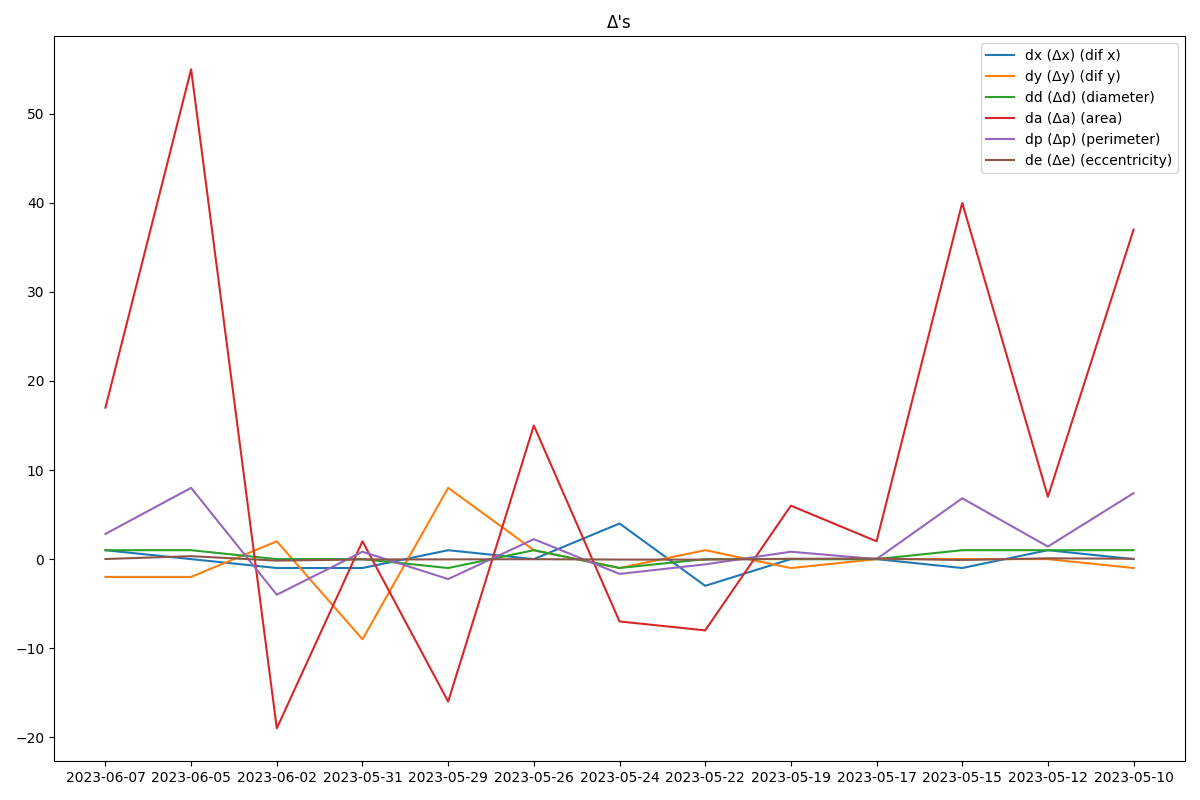 Δ's
dx (Δx) (dif x)
dy (Δy) (dif y)
dd (Δd) (diameter)
da (Δa) (area)
dp (Δp) (perimeter)
de (Δe) (eccentricity)
50
40
30
20
10
0
−10
−20
2023-06-07 2023-06-05 2023-06-02 2023-05-31 2023-05-29 2023-05-26 2023-05-24 2023-05-22 2023-05-19 2023-05-17 2023-05-15 2023-05-12 2023-05-10